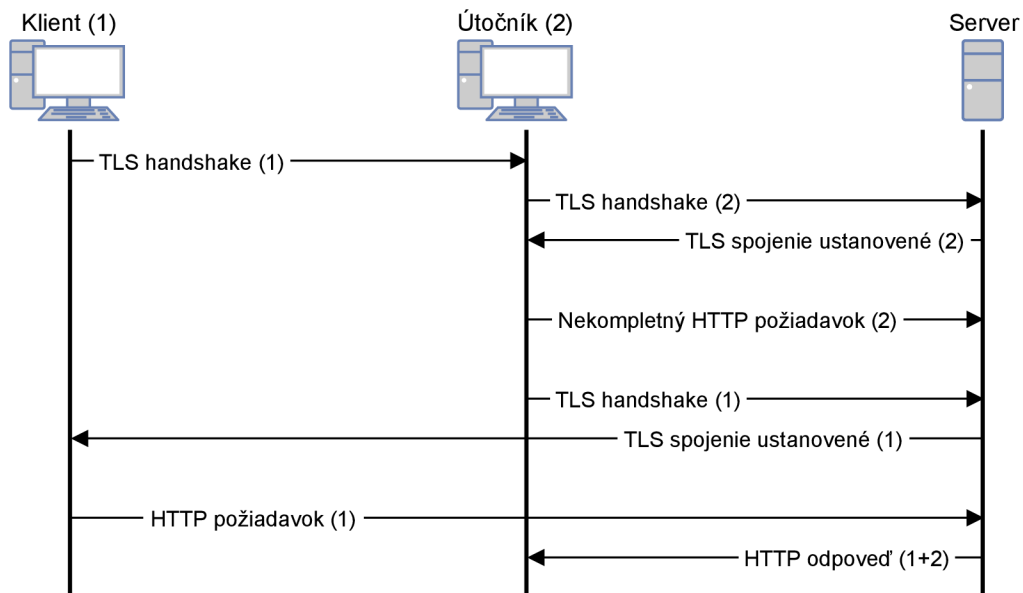 Klient (1)
Útočník (2)
Server
TLS handshake (1)
TLS handshake (2)
TLS spojenie ustanovené (2)
Nekompletný HTTP požiadavok (2)
TLS handshake (1)
TLS spojenie ustanovené (1)
HTTP požiadavok (1)
HTTP odpoveď (1+2)